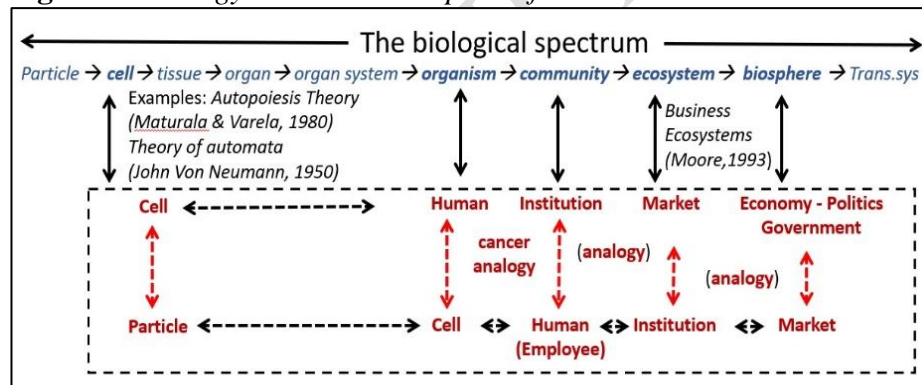 The biological spectrum
Particle → cell → tissue → organ → organ system → organism → community → ecosystem → biosphere → Trans.sys
Examples: Autopoiesis Theory
(Maturala & Varela, 1980)
Theory of automata
(John Von Neumann, 1950)
Business
Ecosystems
(Moore,1993)
Cell Human Institution Market Economy - Politics
Government
cancer
analogy
(analogy)
(analogy)
Particle Cell Human Institution Market
(Employee)